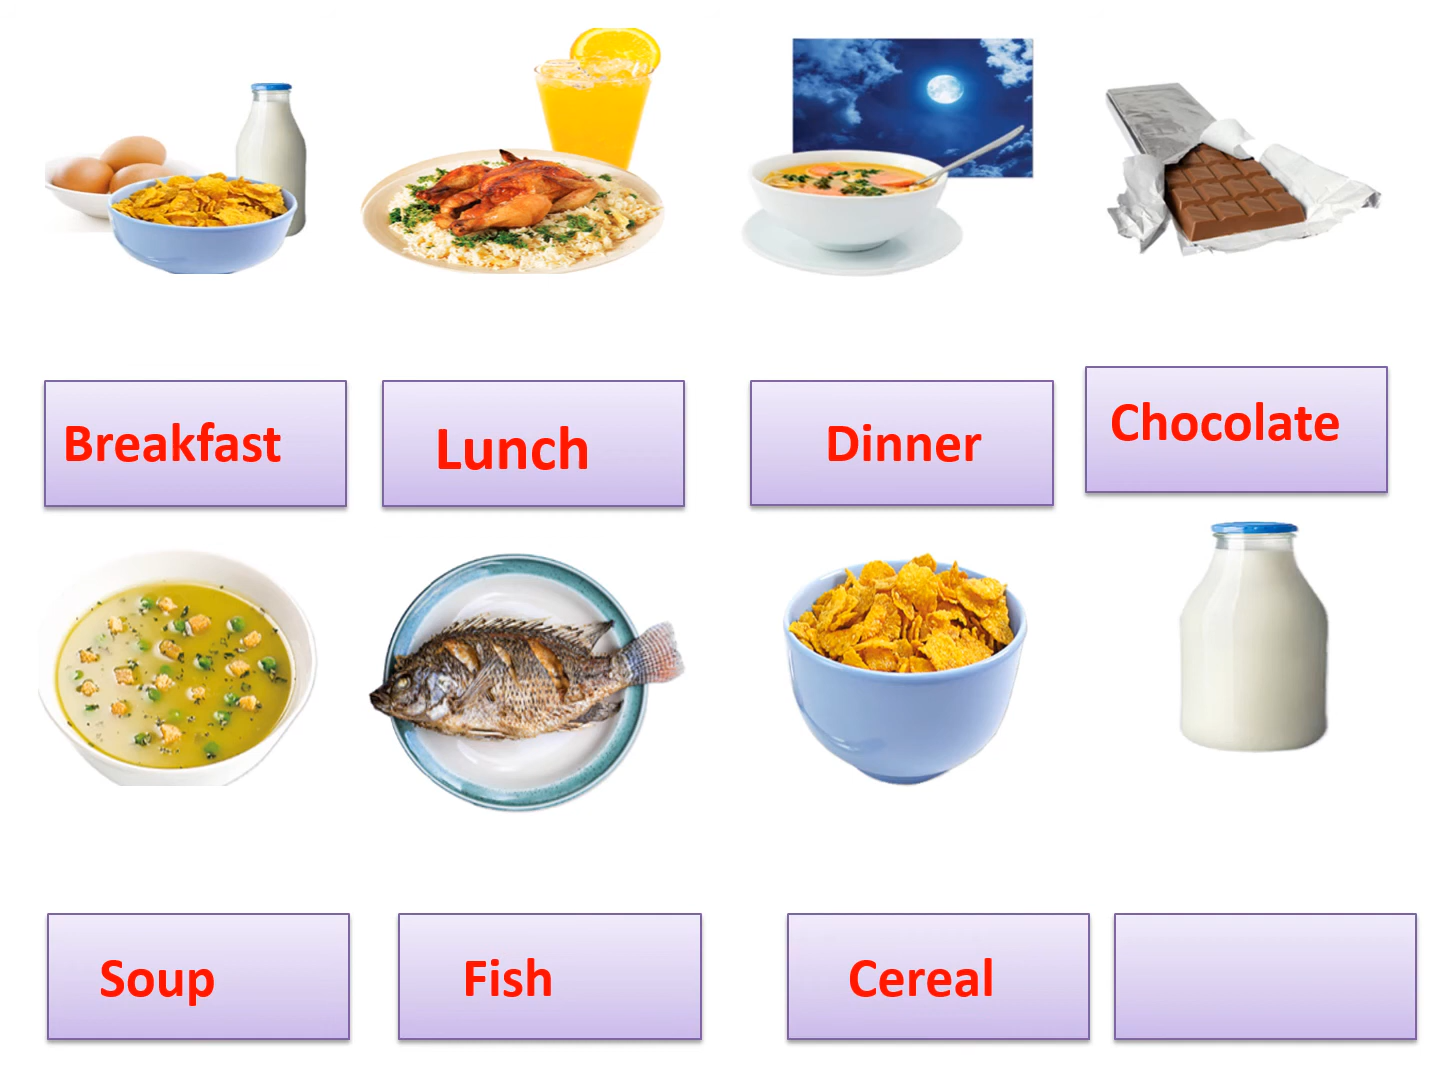 Breakfast
Lunch
Dinner
Chocolate
Soup
Fish
Cereal